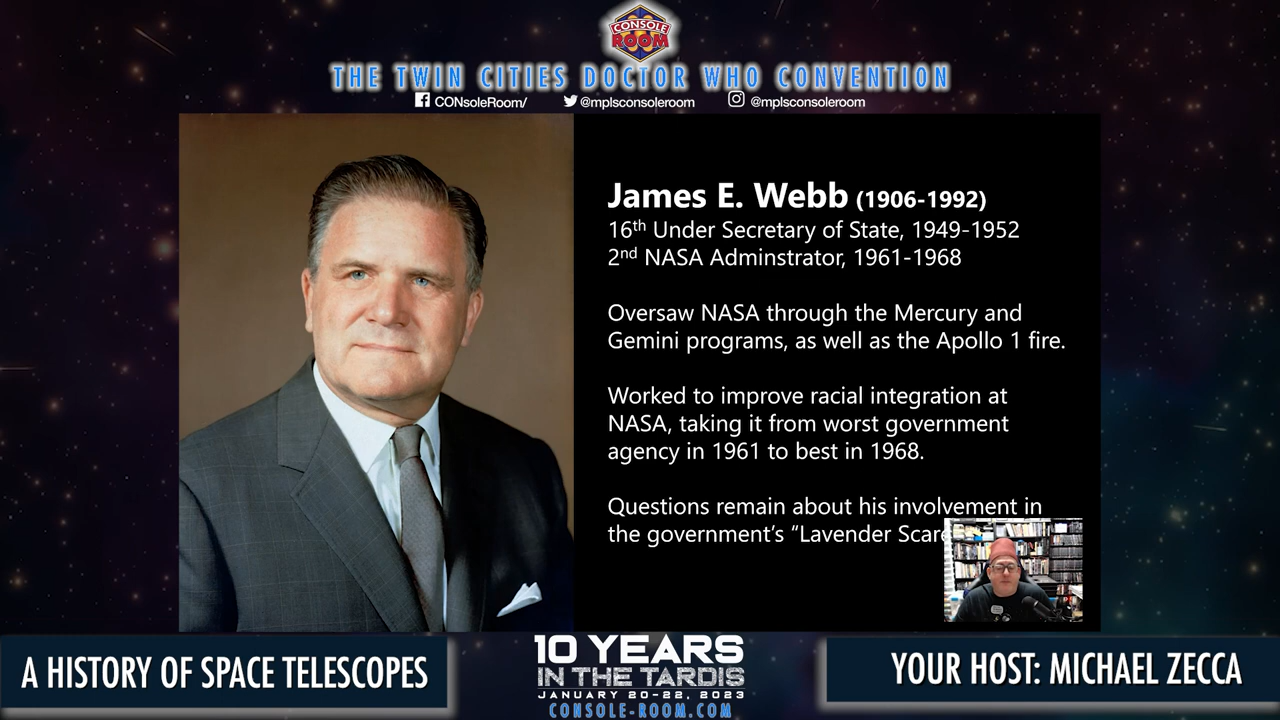 CONSOLE
ROOM
THE TWIN CITIES DOCTOR WHO CONVENTION
CONsoleRoom/ @mplsconsoleroom @mplsconsoleroom
James E. Webb (1906-1992)
16th Under Secretary of State, 1949-1952
2nd NASA Adminstrator, 1961-1968
Oversaw NASA through the Mercury and
Gemini programs, as well as the Apollo 1 fire.
Worked to improve racial integration at
NASA, taking it from worst government
agency in 1961 to best in 1968.
Questions remain about his involvement in
the government's “Lavender Scare
A HISTORY OF SPACE TELESCOPES
10 YEARS
IN THE TARDIS
JANUARY 20-22, 2023
CONSOLE-ROOM.COM
YOUR HOST: MICHAEL ZECCA